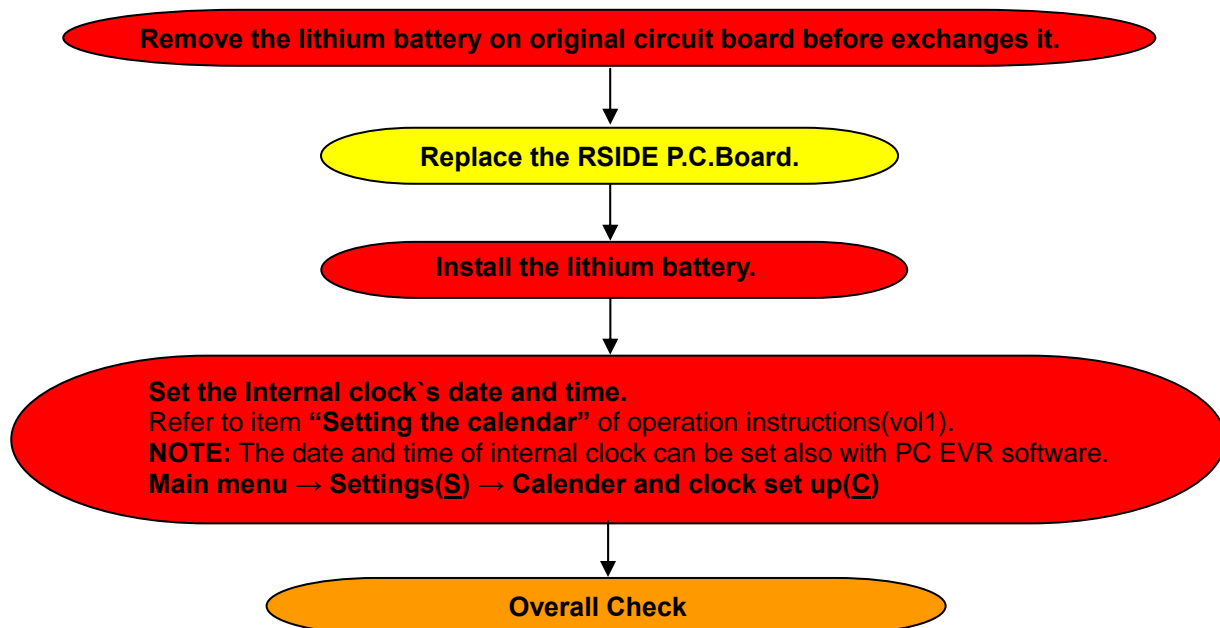 Remove the lithium battery on original circuit board before exchanges it.
Replace the RSIDE P.C.Board.
Install the lithium battery.
Set the Internal clock`s date and time.
Refer to item “Setting the calendar” of operation instructions(vol1).
NOTE: The date and time of internal clock can be set also with PC EVR software.
Main menu → Settings(S) → Calender and clock set up(C)
Overall Check